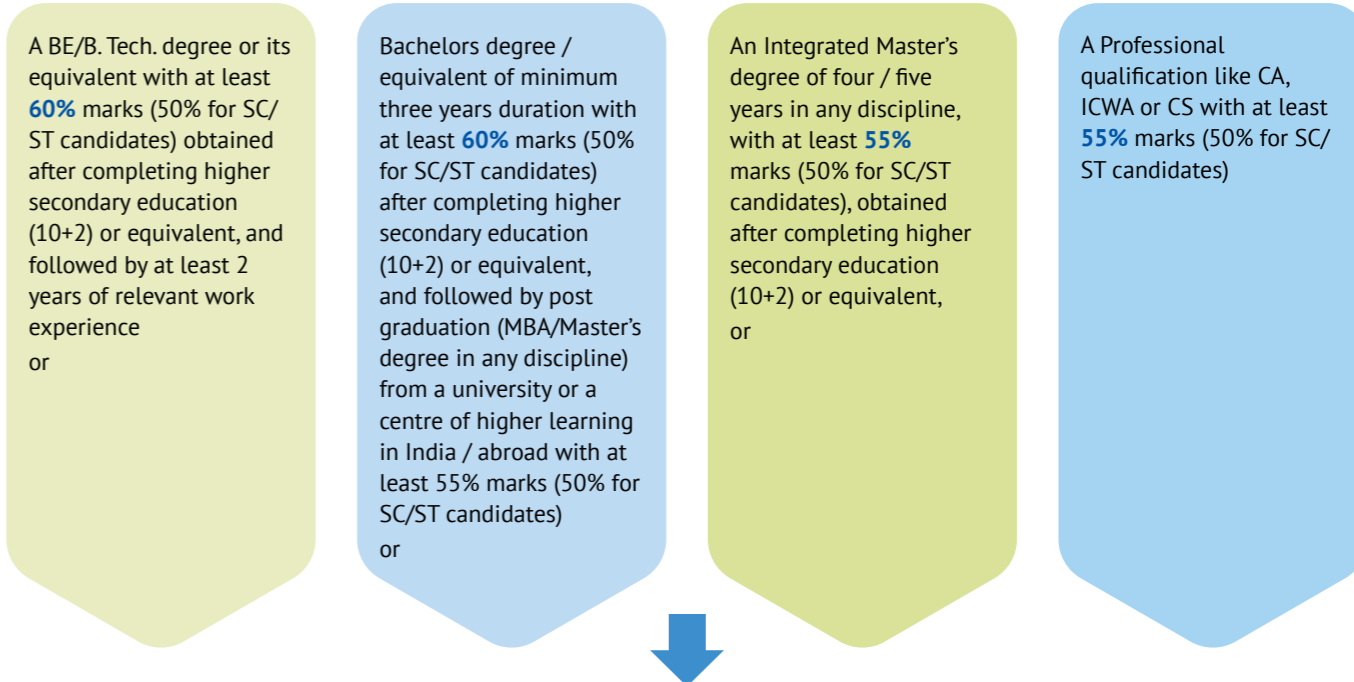 A BE/B. Tech. degree or its
equivalent with at least
60% marks (50% for SC/
ST candidates) obtained
after completing higher
secondary education
(10+2) or equivalent, and
followed by at least 2
years of relevant work
experience
or
Bachelors degree /
equivalent of minimum
three years duration with
at least 60% marks (50%
for SC/ST candidates)
after completing higher
secondary education
(10+2) or equivalent,
and followed by post
graduation (MBA/Master’s
degree in any discipline)
from a university or a
centre of higher learning
in India / abroad with at
least 55% marks (50% for
SC/ST candidates)
or
An Integrated Master’s
degree of four / five
years in any discipline,
with at least 55%
marks (50% for SC/ST
candidates), obtained
after completing higher
secondary education
(10+2) or equivalent,
or
A Professional
qualification like CA,
ICWA or CS with at least
55% marks (50% for SC/
ST candidates)